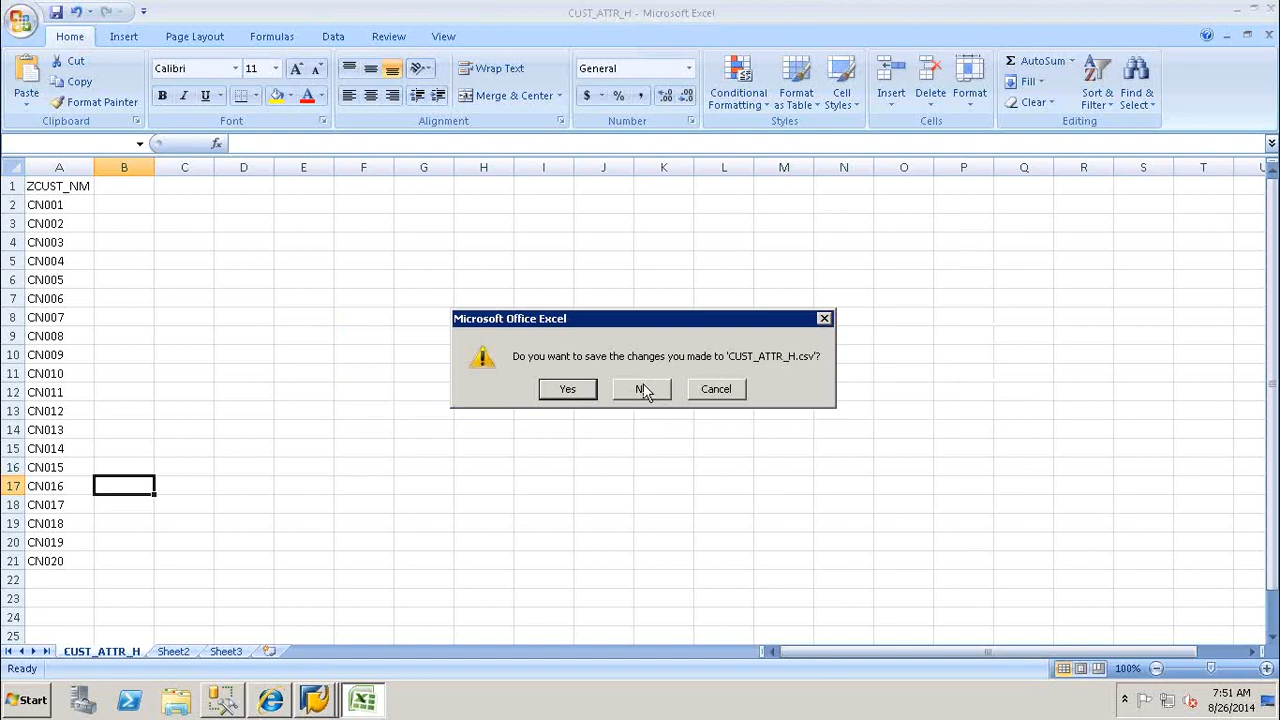 CUST_ATTR_H - Microsoft Excel
Home Insert Page Layout Formulas Data Review View
Paste
Cut
Copy
Format Painter
Clipboard
Calibri 11
B I U
Font
Wrap Text
Merge & Center
Alignment
General
$ % ,
Number
Conditional Formatting
Format as Table
Cell Styles
Styles
Insert
Delete
Format
Cells
AutoSum
Fill
Clear
Sort & Filter
Find & Select
Editing
A B C D E F G H I J K L M N O P Q R S T U
1 ZCUST_NM
2 CN001
3 CN002
4 CN003
5 CN004
6 CN005
7 CN006
8 CN007
9 CN008
10 CN009
11 CN010
12 CN011
13 CN012
14 CN013
15 CN014
16 CN015
17 CN016
18 CN017
19 CN018
20 CN019
21 CN020
22
23
24
25
Microsoft Office Excel
Do you want to save the changes you made to 'CUST_ATTR_H.csv'?
Yes Cancel
CUST_ATTR_H Sheet2 Sheet3
Ready
100%
Start
7:51 AM
8/26/2014